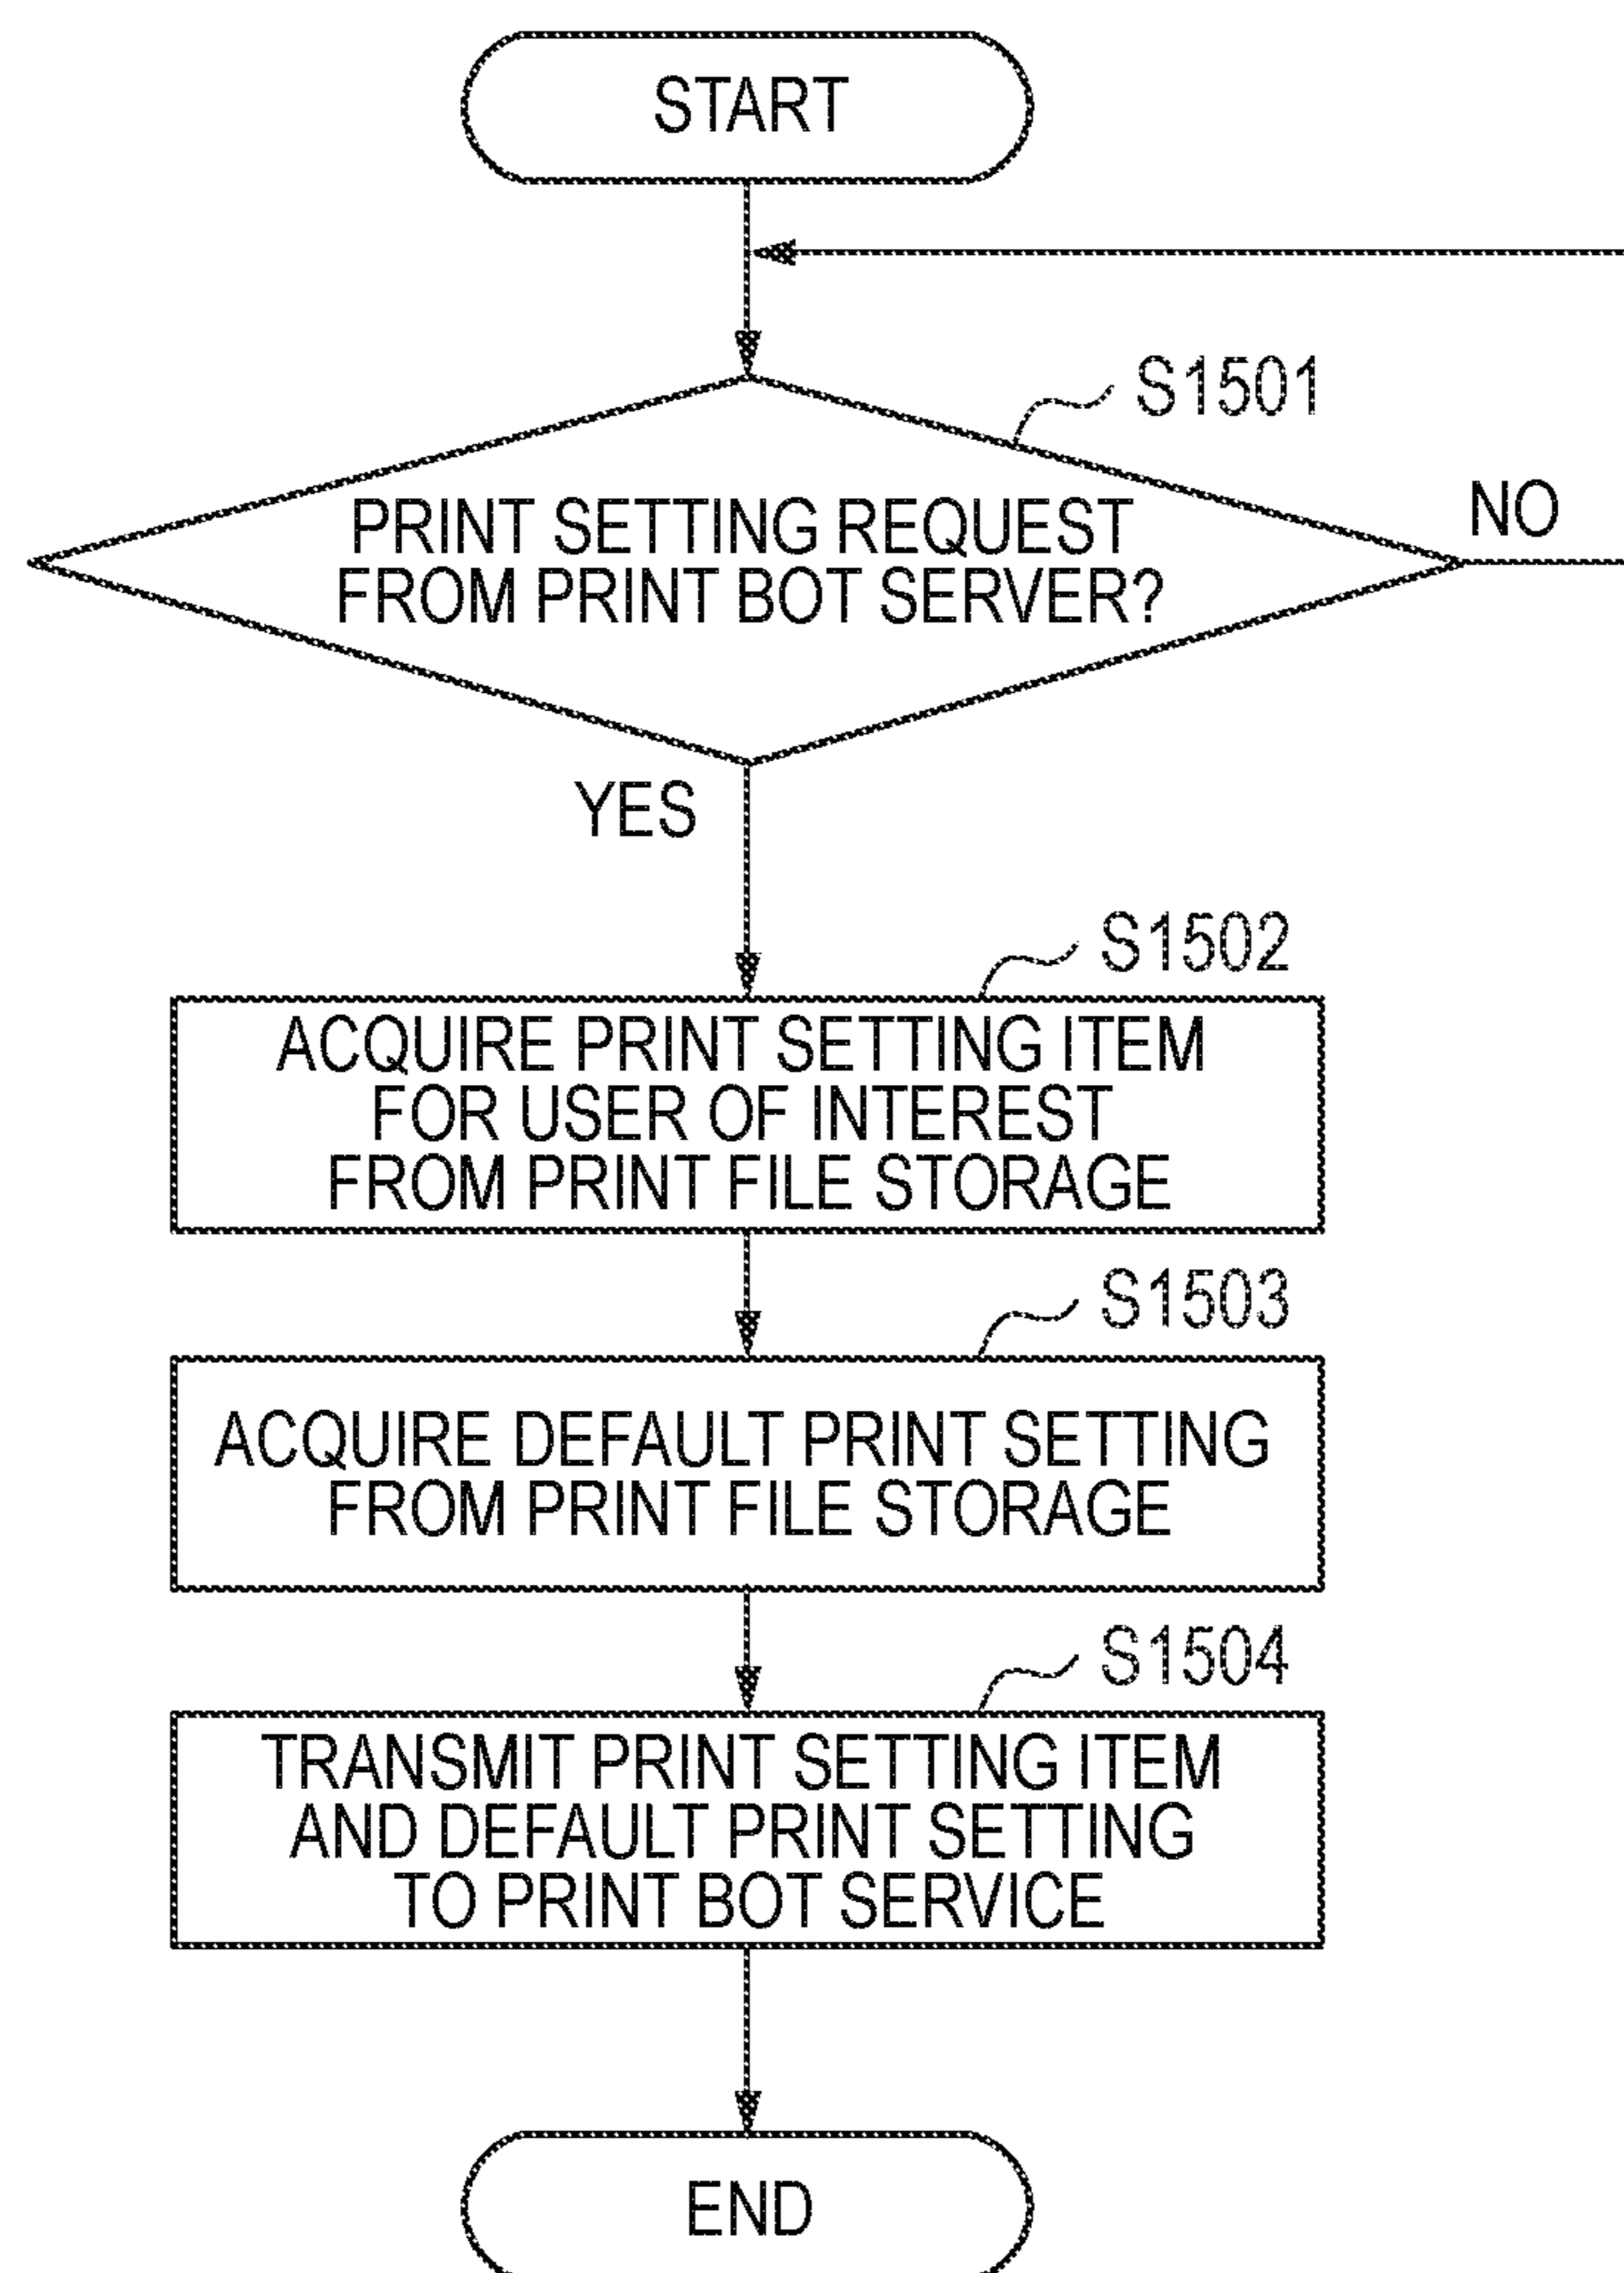 START
S1501
PRINT SETTING REQUEST
FROM PRINT BOT SERVER?
NO
YES
S1502
ACQUIRE PRINT SETTING ITEM
FOR USER OF INTEREST
FROM PRINT FILE STORAGE
S1503
ACQUIRE DEFAULT PRINT SETTING
FROM PRINT FILE STORAGE
S1504
TRANSMIT PRINT SETTING ITEM
AND DEFAULT PRINT SETTING
TO PRINT BOT SERVICE
END